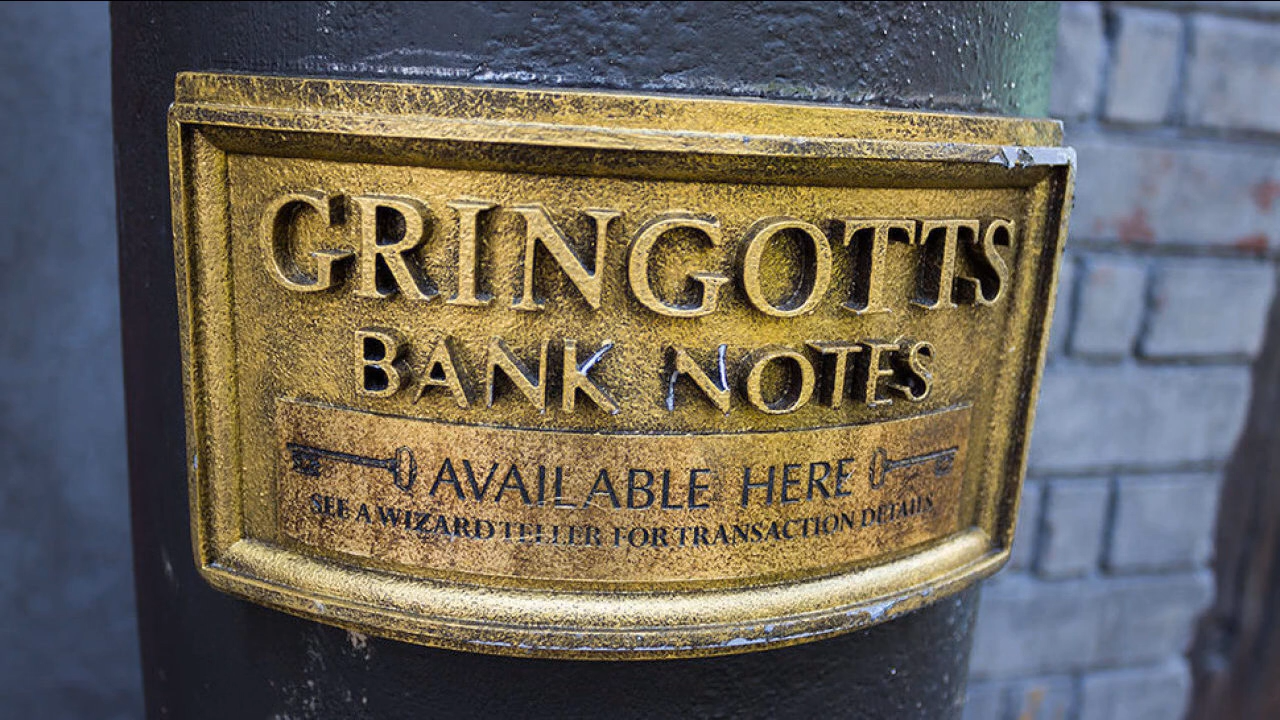 GRINGOTTS
BANK NOTES
AVAILABLE HERE
SEE A WIZARD TELLER FOR TRANSACTION DETAILS